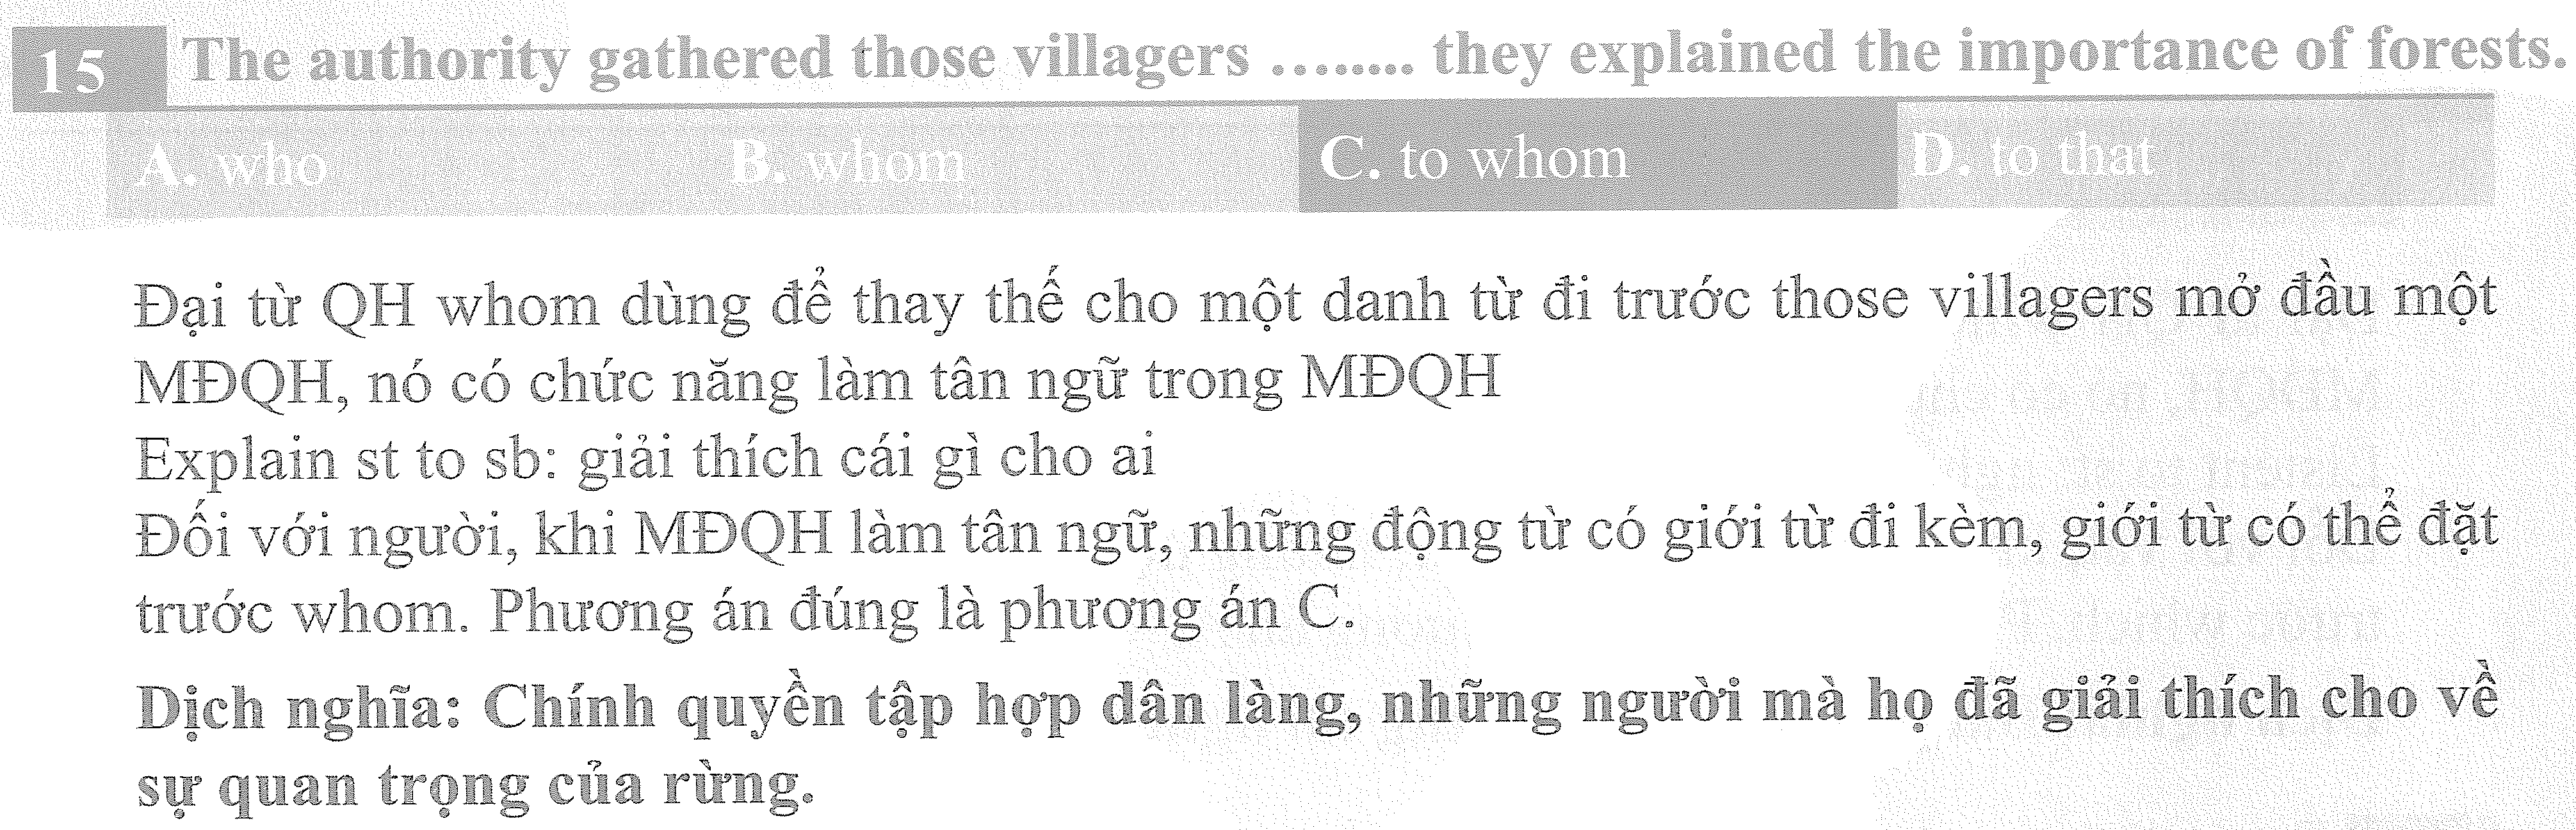 15 The authority gathered those villagers ........ they explained the importance of forests.
A. who B. whom C. to whom D. to that
Đại từ QH whom dùng để thay thế cho một danh từ đi trước those villagers mở đầu một
MĐQH, nó có chức năng làm tân ngữ trong MĐQH
Explain st to sb: giải thích cái gì cho ai
Đối với người, khi MĐQH làm tân ngữ, những động từ có giới từ đi kèm, giới từ có thể đặt
trước whom. Phương án đúng là phương án C.
Dịch nghĩa: Chính quyền tập hợp dân làng, những người mà họ đã giải thích cho về
sự quan trọng của rừng.